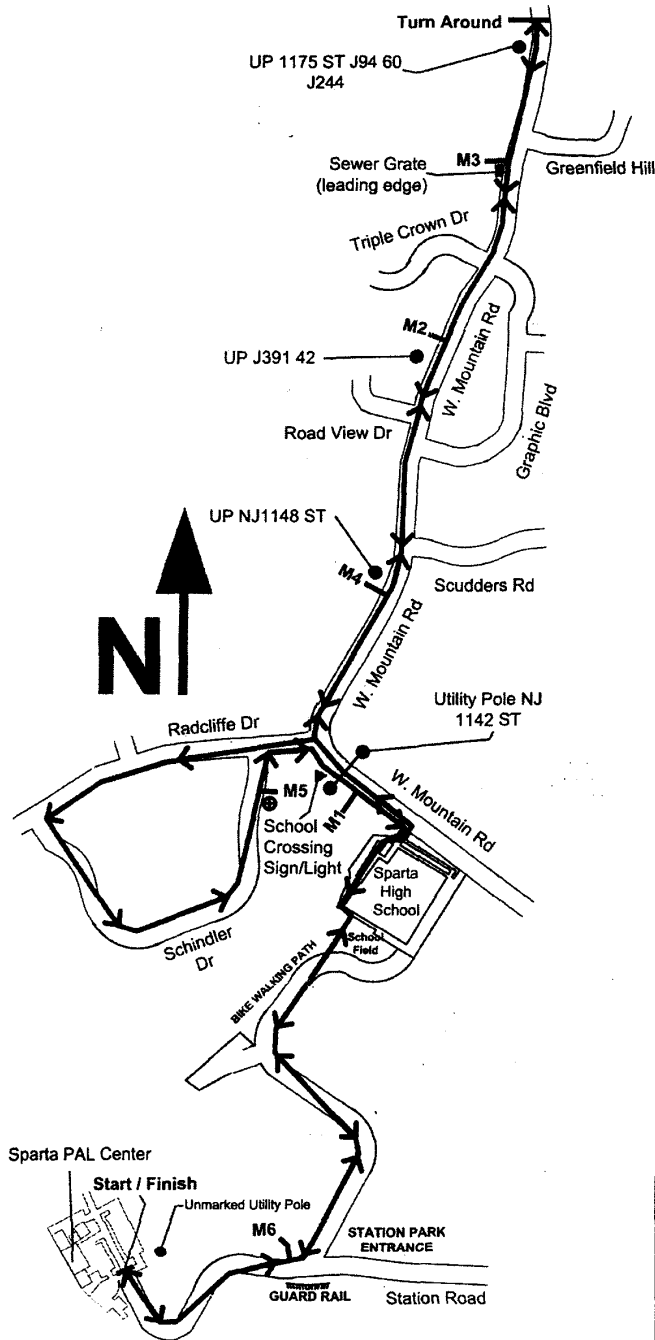 Turn Around
UP 1175 ST J94 60
J244
M3
Sewer Grate
(leading edge)
Greenfield Hill
Triple Crown Dr
M2
UP J391 42
W. Mountain Rd
Road View Dr
Graphic Blvd
UP NJ1148 ST
M4
Scudders Rd
N
W. Mountain Rd
Utility Pole NJ
1142 ST
Radcliffe Dr
W. Mountain Rd
M5
M1
School
Crossing
Sign/Light
Sparta
High
School
School
Field
Schindler
Dr
BIKE WALKING PATH
Sparta PAL Center
Start / Finish
Unmarked Utility Pole
M6
STATION PARK
ENTRANCE
GUARD RAIL
Station Road